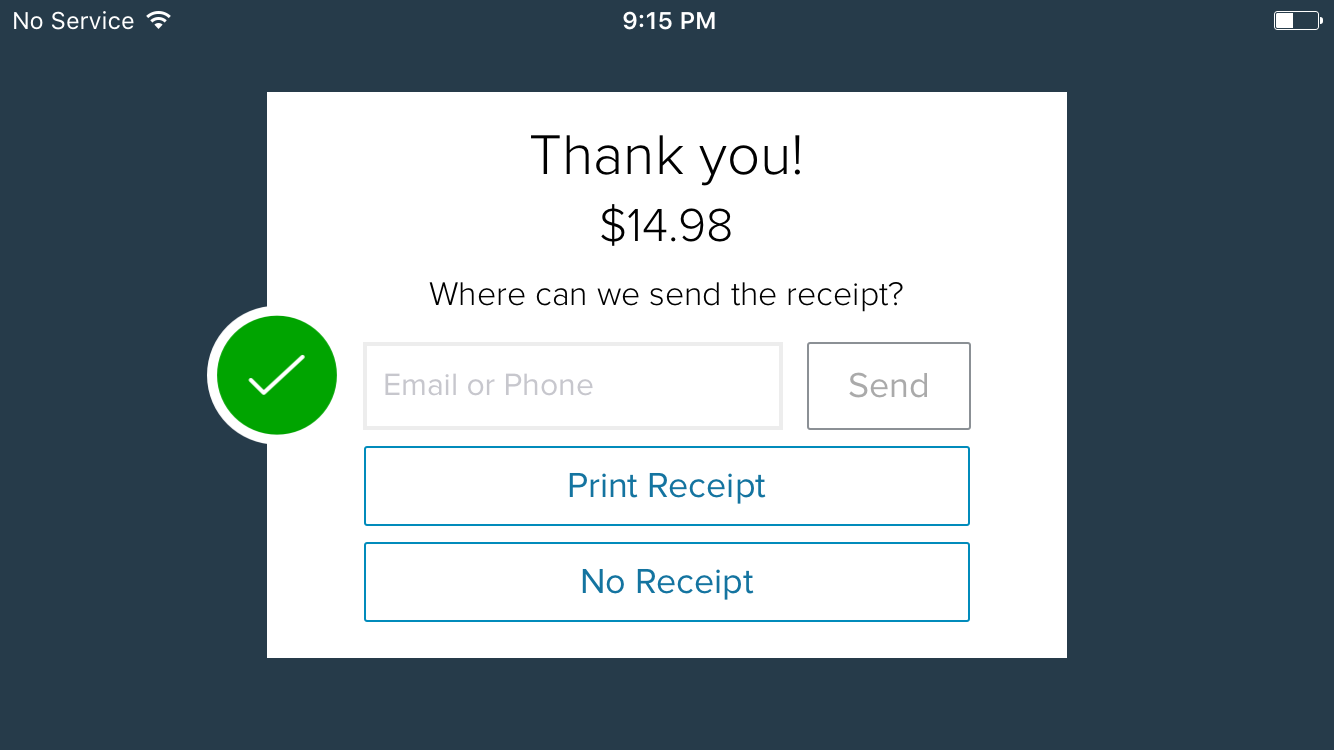 No Service 9:15 PM
Thank you!
$14.98
Where can we send the receipt?
Email or Phone Send
Print Receipt
No Receipt